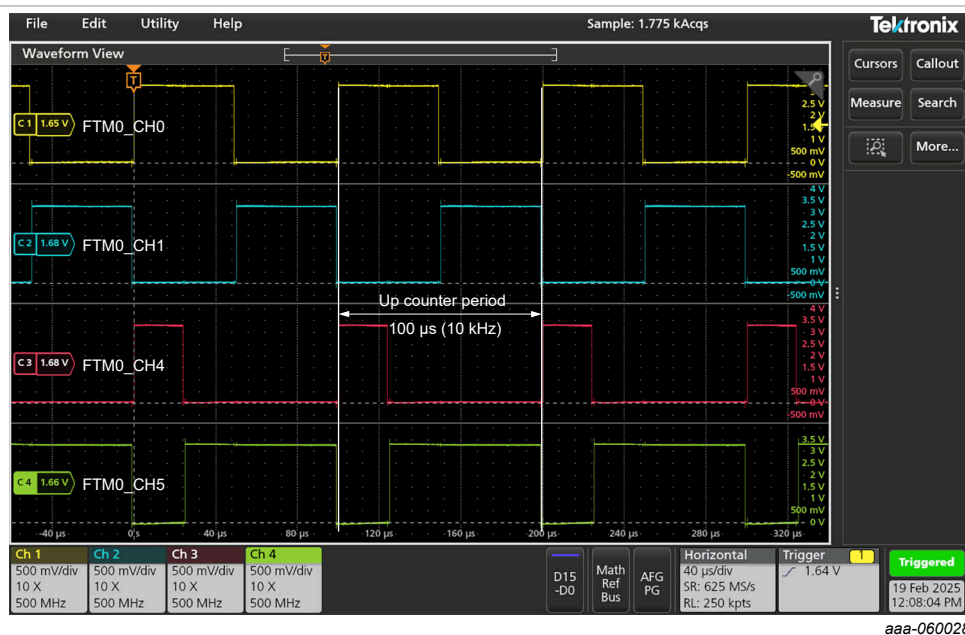 File Edit Utility Help Sample: 1.775 kAcqs Tektronix
Waveform View
Cursors Callout
Measure Search
More...
T
T
C 1 1.65 V FTM0_CH0
2.5 V
2 V
1 V
500 mV
0 V
-500 mV
C 2 1.68 V FTM0_CH1
4 V
3.5 V
3 V
2.5 V
2 V
1.5 V
1 V
500 mV
0 V
-500 mV
Up counter period
100 µs (10 kHz)
C 3 1.68 V FTM0_CH4
4 V
3.5 V
3 V
2.5 V
2 V
1.5 V
1 V
500 mV
0 V
-500 mV
C 4 1.66 V FTM0_CH5
3.5 V
3 V
2.5 V
2 V
1.5 V
1 V
500 mV
0 V
-40 µs 0 s 40 µs 80 µs 120 µs 160 µs 200 µs 240 µs 280 µs 320 µs
Ch 1
500 mV/div
10 X
500 MHz
Ch 2
500 mV/div
10 X
500 MHz
Ch 3
500 mV/div
10 X
500 MHz
Ch 4
500 mV/div
10 X
500 MHz
D15
-D0
Math
Ref
Bus
AFG
PG
Horizontal
40 µs/div
SR: 625 MS/s
RL: 250 kpts
Trigger 1
1.64 V
Triggered
19 Feb 2025
12:08:04 PM
aaa-060028